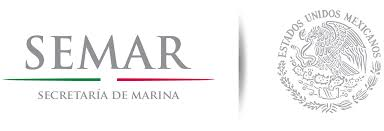 SEMAR
SECRETARÍA DE MARINA
ESTADOS UNIDOS MEXICANOS